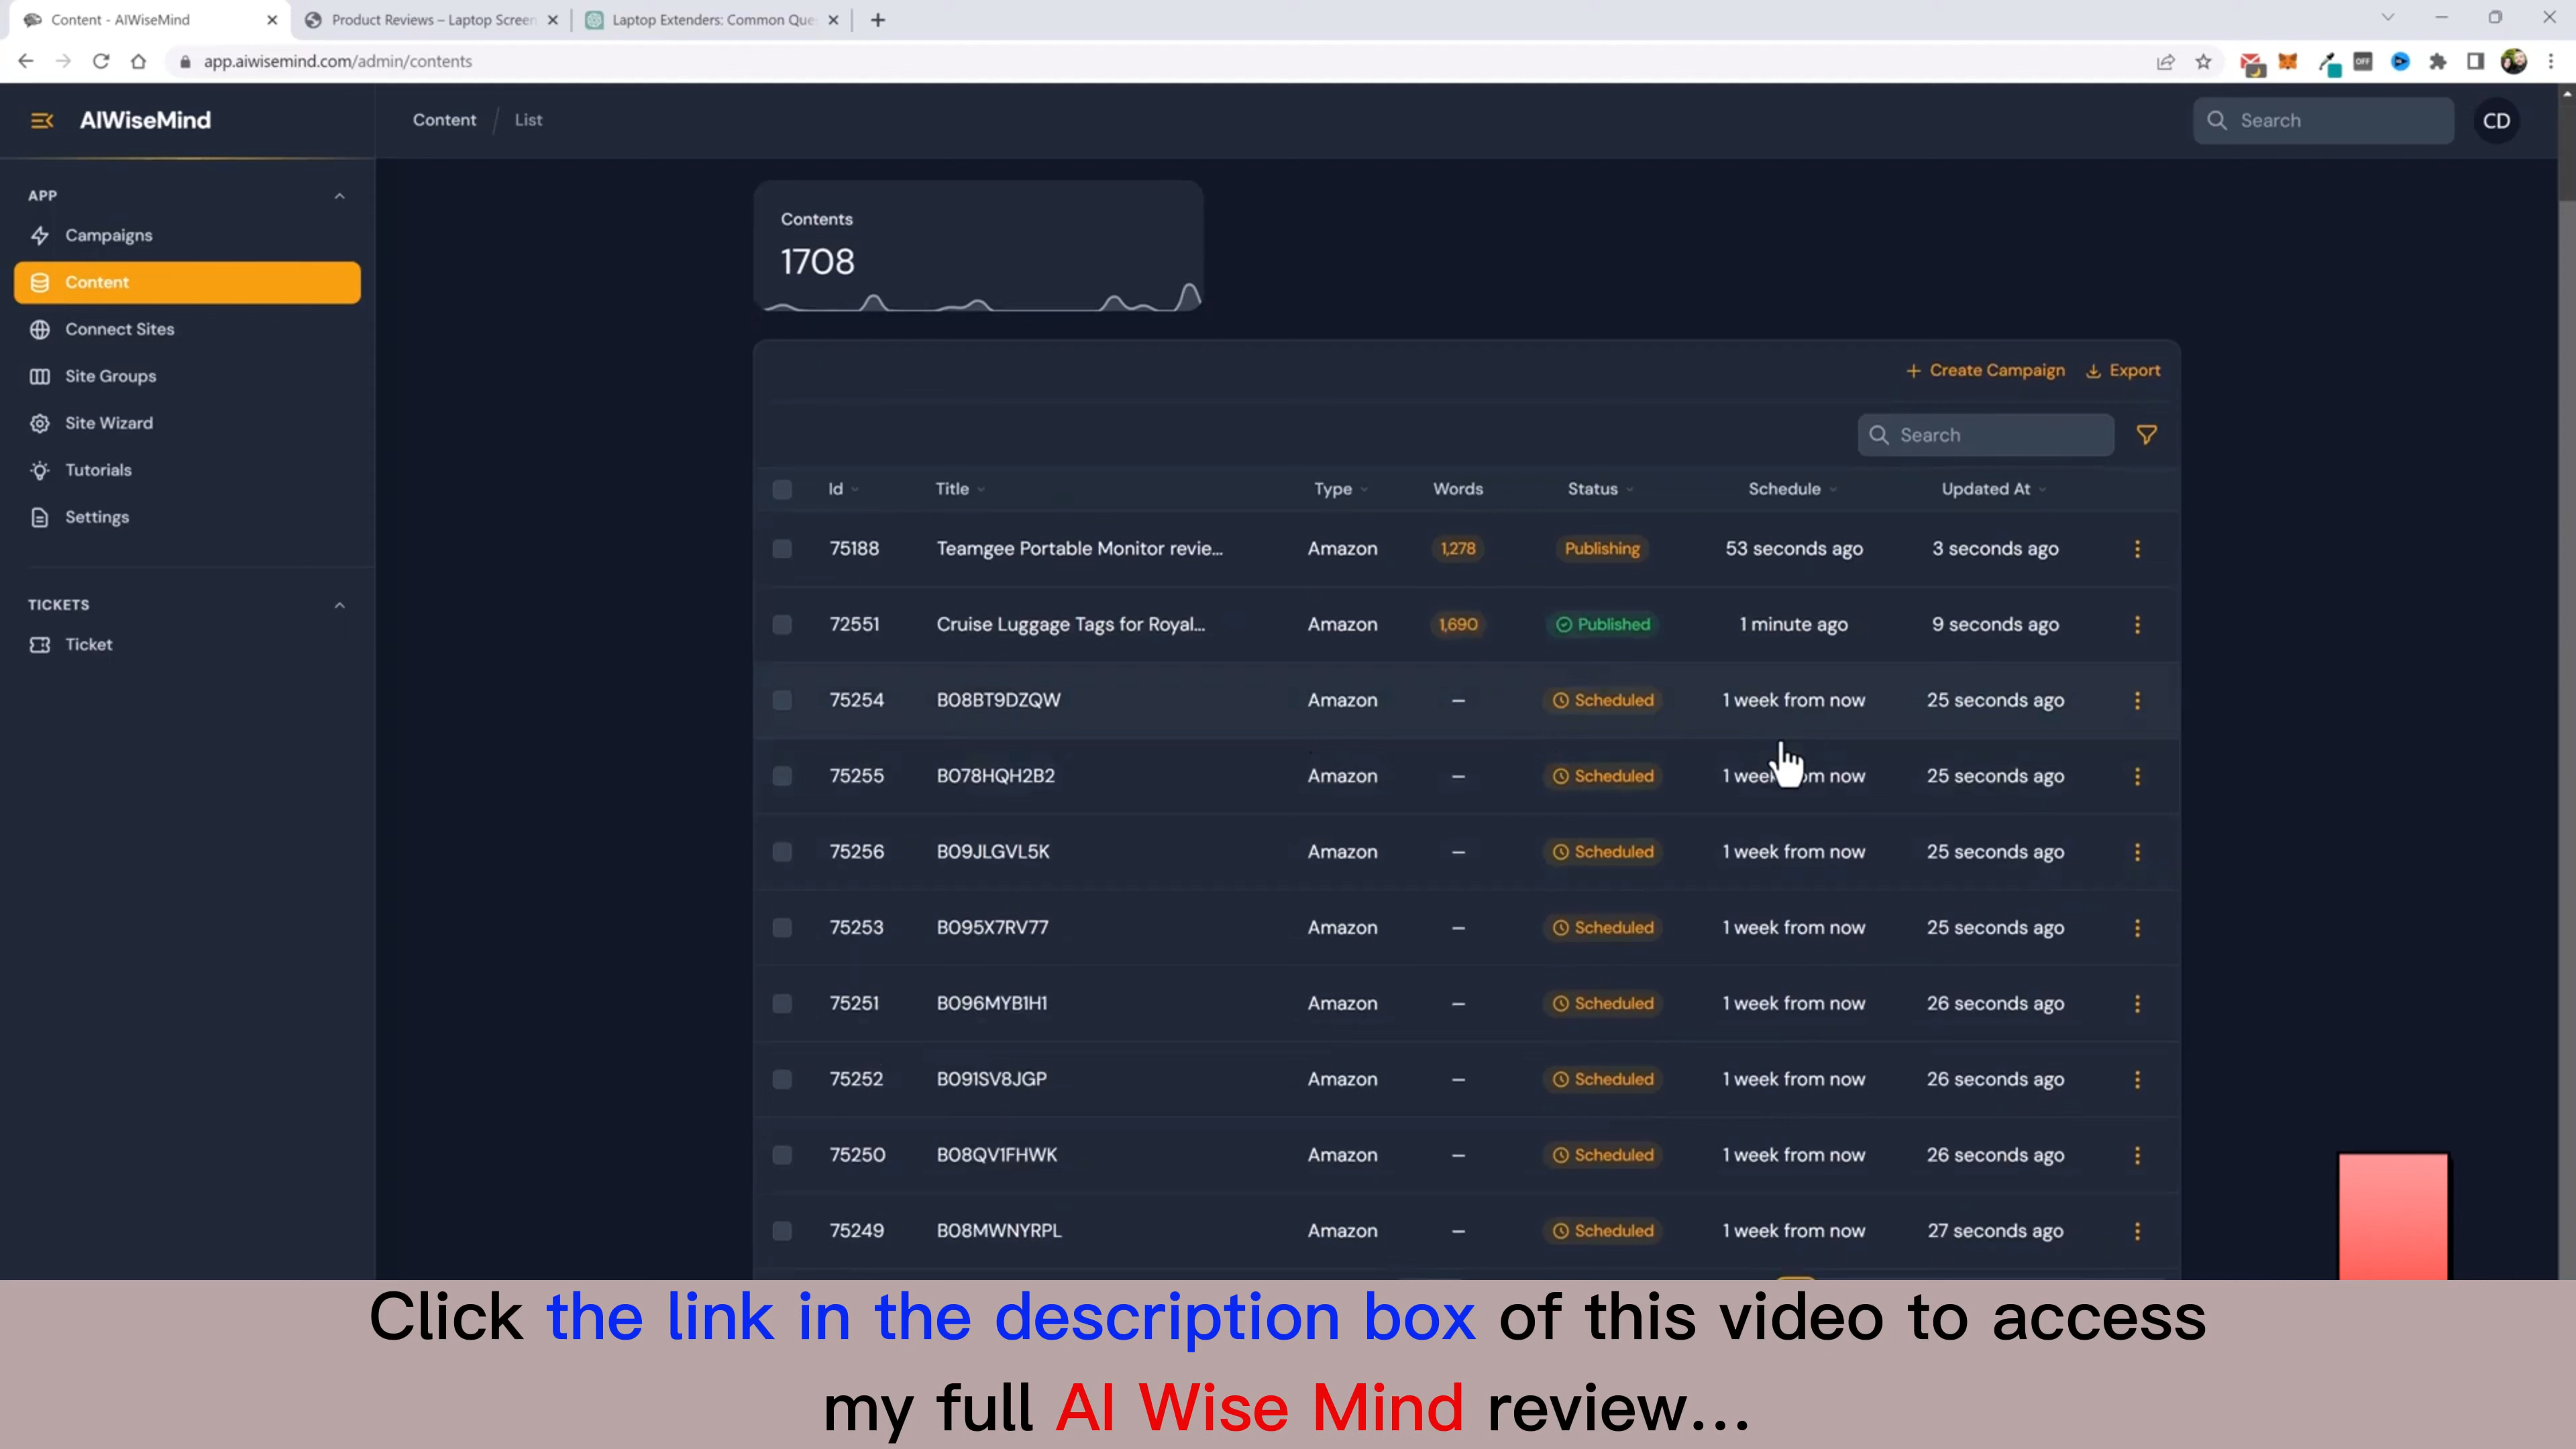 Content - AIWiseMind
Product Reviews – Laptop Screen
Laptop Extenders: Common Que
app.aiwisemind.com/admin/contents
OFF
AIWiseMind
Content / List
Search
CD
APP
Campaigns
Content
Connect Sites
Site Groups
Site Wizard
Tutorials
Settings
TICKETS
Ticket
Contents
1708
Create Campaign Export
Search
Id Title Type Words Status Schedule Updated At
75188 Teamgee Portable Monitor revie... Amazon 1,278 Publishing 53 seconds ago 3 seconds ago
72551 Cruise Luggage Tags for Royal... Amazon 1,690 Published 1 minute ago 9 seconds ago
75254 B08BT9DZQW Amazon – Scheduled 1 week from now 25 seconds ago
75255 B078HQH2B2 Amazon – Scheduled 1 week now 25 seconds ago
75256 B09JLGVL5K Amazon – Scheduled 1 week from now 25 seconds ago
75253 B095X7RV77 Amazon – Scheduled 1 week from now 25 seconds ago
75251 B096MYB1H1 Amazon – Scheduled 1 week from now 26 seconds ago
75252 B091SV8JGP Amazon – Scheduled 1 week from now 26 seconds ago
75250 B08QV1FHWK Amazon – Scheduled 1 week from now 26 seconds ago
75249 B08MWNYRPL Amazon – Scheduled 1 week from now 27 seconds ago
Click the link in the description box of this video to access
my full AI Wise Mind review...